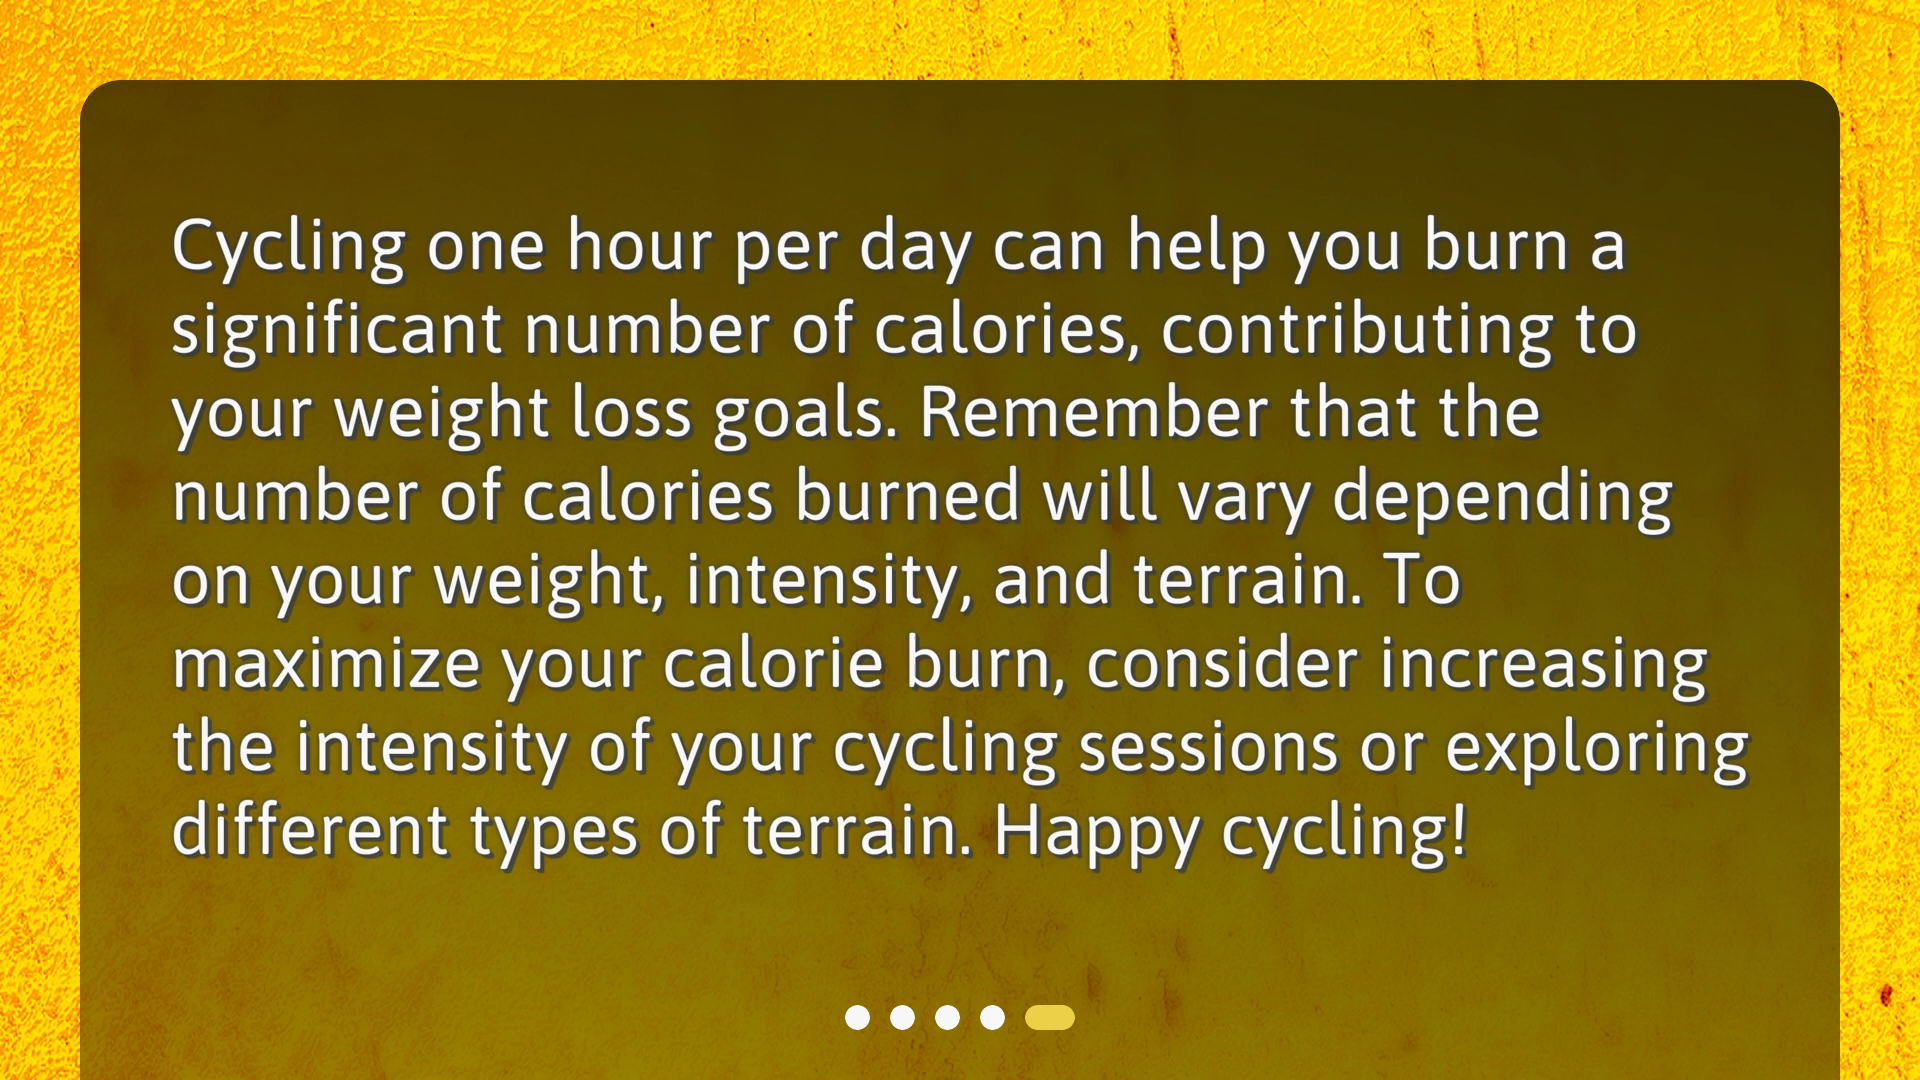 Cycling one hour per day can help you burn a
significant number of calories, contributing to
your weight loss goals. Remember that the
number of calories burned will vary depending
on your weight, intensity, and terrain. To
maximize your calorie burn, consider increasing
the intensity of your cycling sessions or exploring
different types of terrain. Happy cycling!